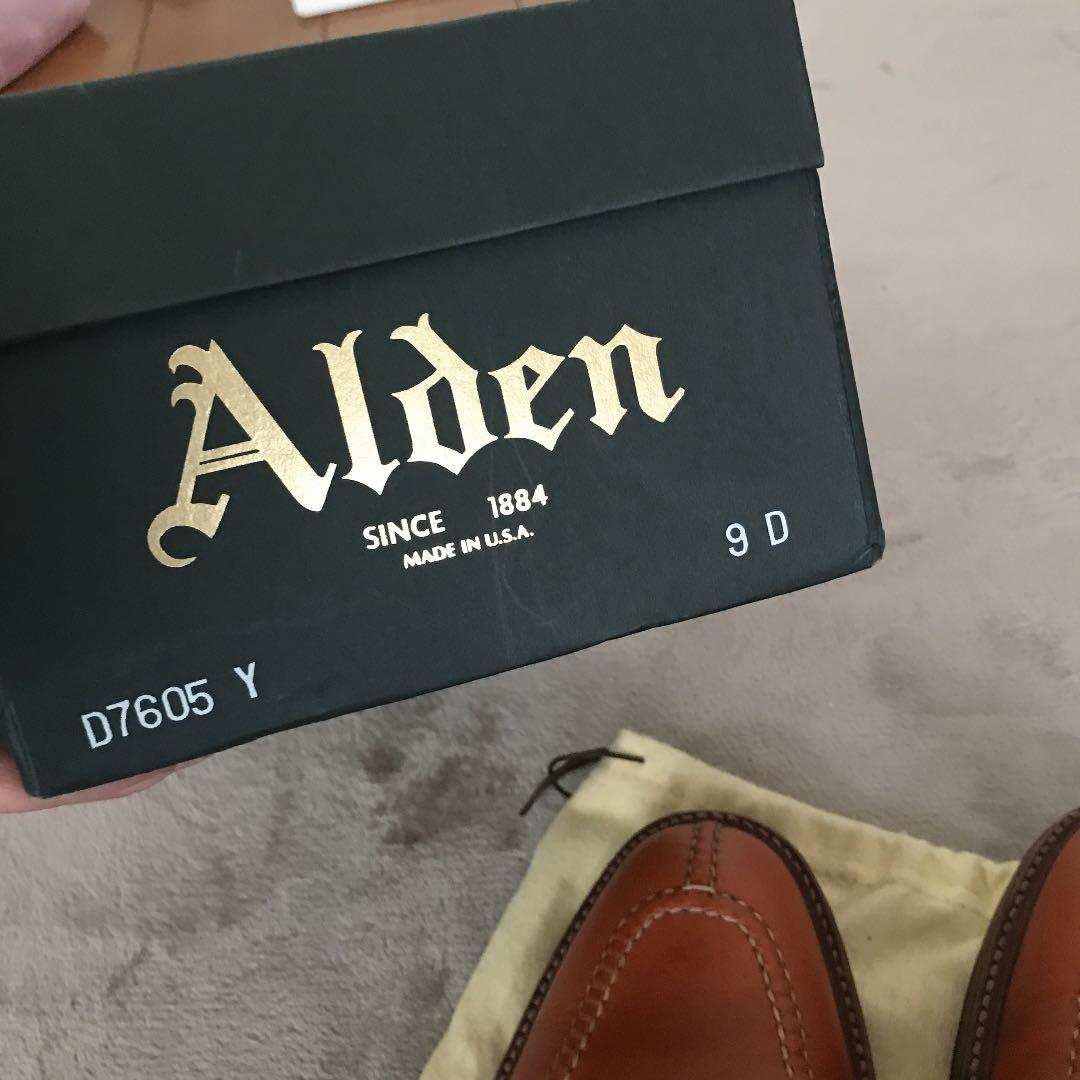 Alden
SINCE 1884
MADE IN U.S.A.
9 D
D7605 Y